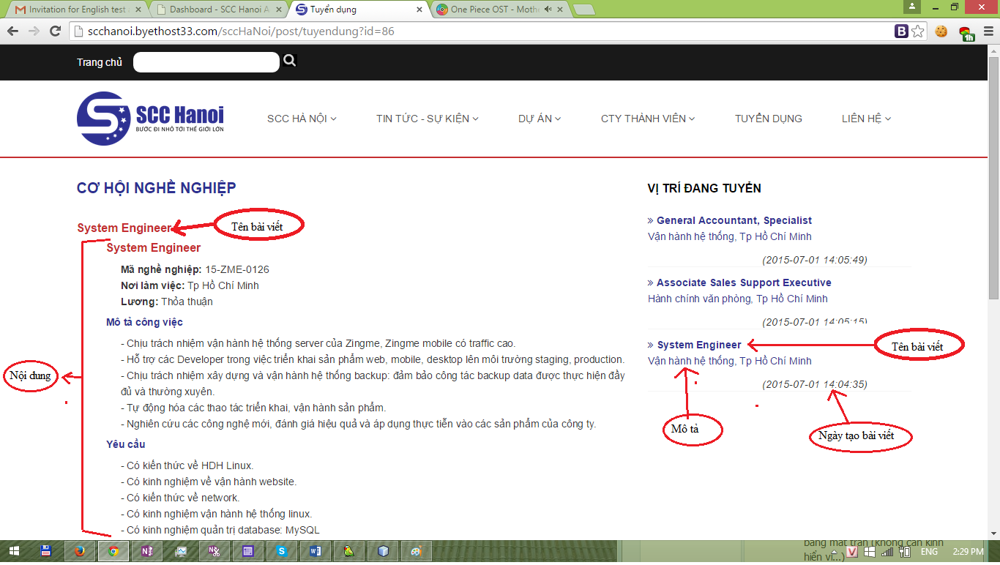 Invitation for English test
Dashboard - SCC Hanoi A
Tuyển dụng
One Piece OST - Moth
scchanoi.byethost33.com/sccHaNoi/post/tuyendung?id=86
B
1h
Trang chủ
S SCC Hanoi
BƯỚC ĐI NHỎ TỚI THẾ GIỚI LỚN
SCC HÀ NỘI
TIN TỨC - SỰ KIỆN
DỰ ÁN
CTY THÀNH VIÊN
TUYỂN DỤNG
LIÊN HỆ
CƠ HỘI NGHỀ NGHIỆP
System Engineer
Tên bài viết
System Engineer
Mã nghề nghiệp: 15-ZME-0126
Nơi làm việc: Tp Hồ Chí Minh
Lương: Thỏa thuận
Mô tả công việc
- Chịu trách nhiệm vận hành hệ thống server của Zingme, Zingme mobile có traffic cao.
- Hỗ trợ các Developer trong việc triển khai sản phẩm web, mobile, desktop lên môi trường staging, production.
- Chịu trách nhiệm xây dựng và vận hành hệ thống backup: đảm bảo công tác backup data được thực hiện đầy
đủ và thường xuyên.
- Tự động hóa các thao tác triển khai, vận hành sản phẩm.
- Nghiên cứu các công nghệ mới, đánh giá hiệu quả và áp dụng thực tiễn vào các sản phẩm của công ty.
Nội dung
Yêu cầu
- Có kiến thức về HDH Linux.
- Có kinh nghiệm về vận hành website.
- Có kiến thức về network.
- Có kinh nghiệm vận hành hệ thống linux.
- Có kinh nghiệm quản trị database: MySQL
VỊ TRÍ ĐANG TUYỂN
» General Accountant, Specialist
Vận hành hệ thống, Tp Hồ Chí Minh
(2015-07-01 14:05:49)
» Associate Sales Support Executive
Hành chính văn phòng, Tp Hồ Chí Minh
(2015-07-01 14:05:15)
» System Engineer
Tên bài viết
Vận hành hệ thống, Tp Hồ Chí Minh
(2015-07-01 14:04:35)
Mô tả
Ngày tạo bài viết
ENG
2:29 PM